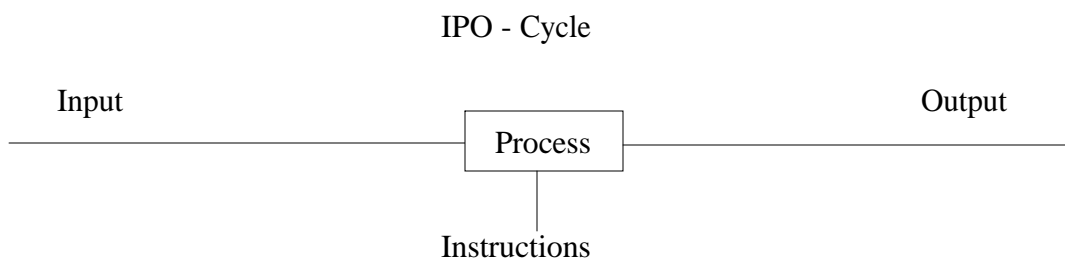 IPO - Cycle
Input
Output
Process
Instructions